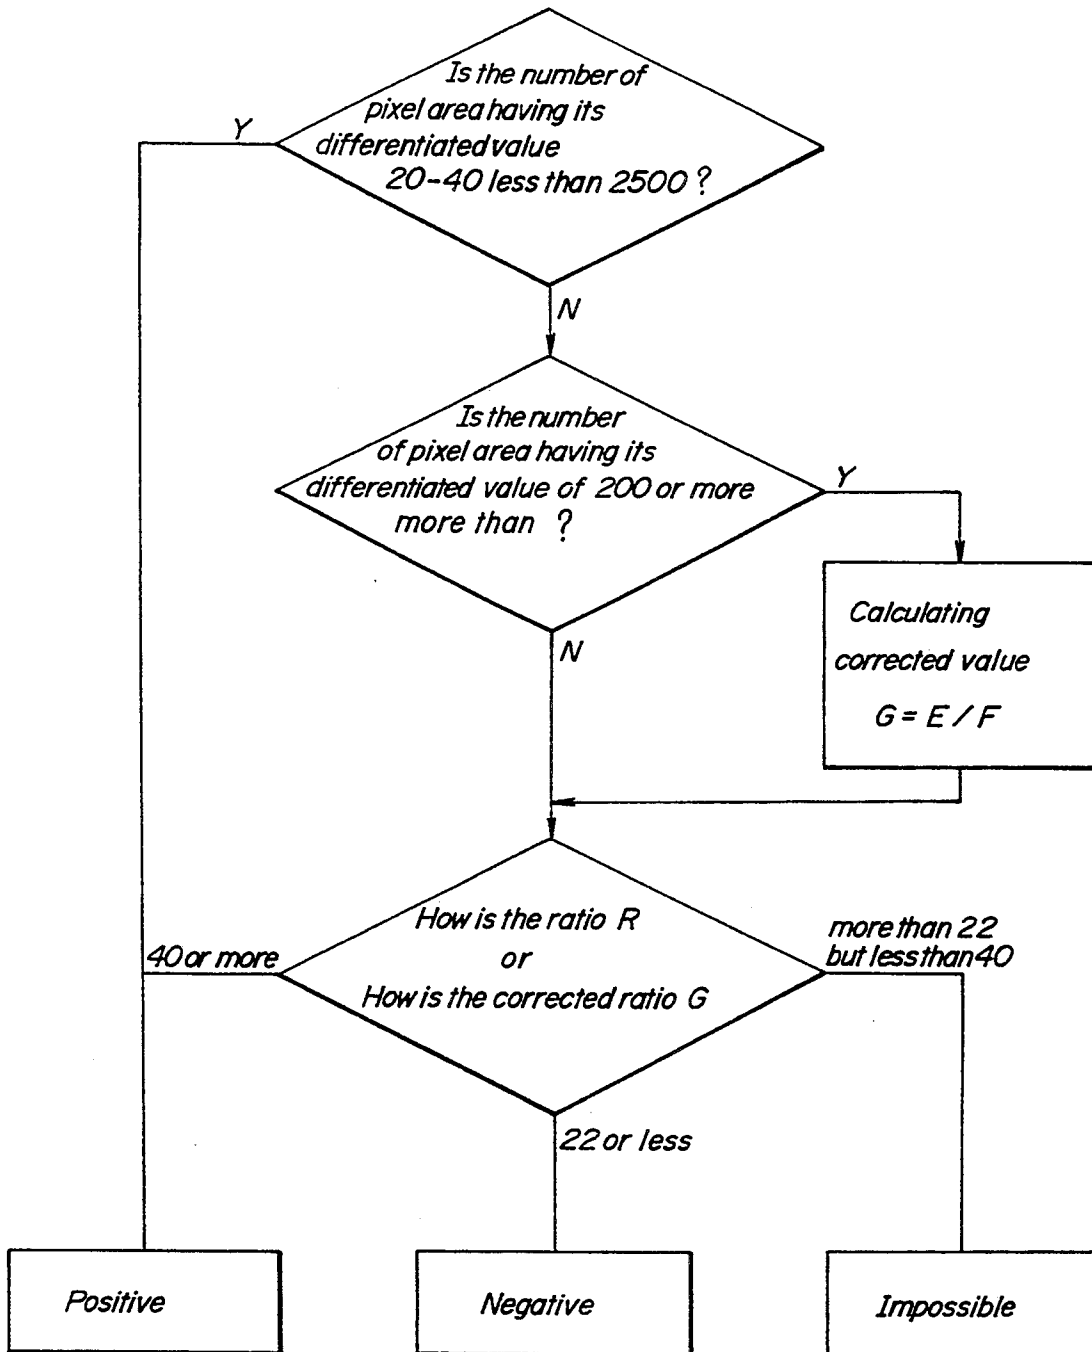 Is the number of
pixel area having its
differentiated value
20-40 less than 2500 ?
Y
N
Is the number
of pixel area having its
differentiated value of 200 or more
more than ?
Y
N
Calculating
corrected value
G = E / F
How is the ratio R
or
How is the corrected ratio G
40 or more
more than 22
but less than 40
22 or less
Positive
Negative
Impossible